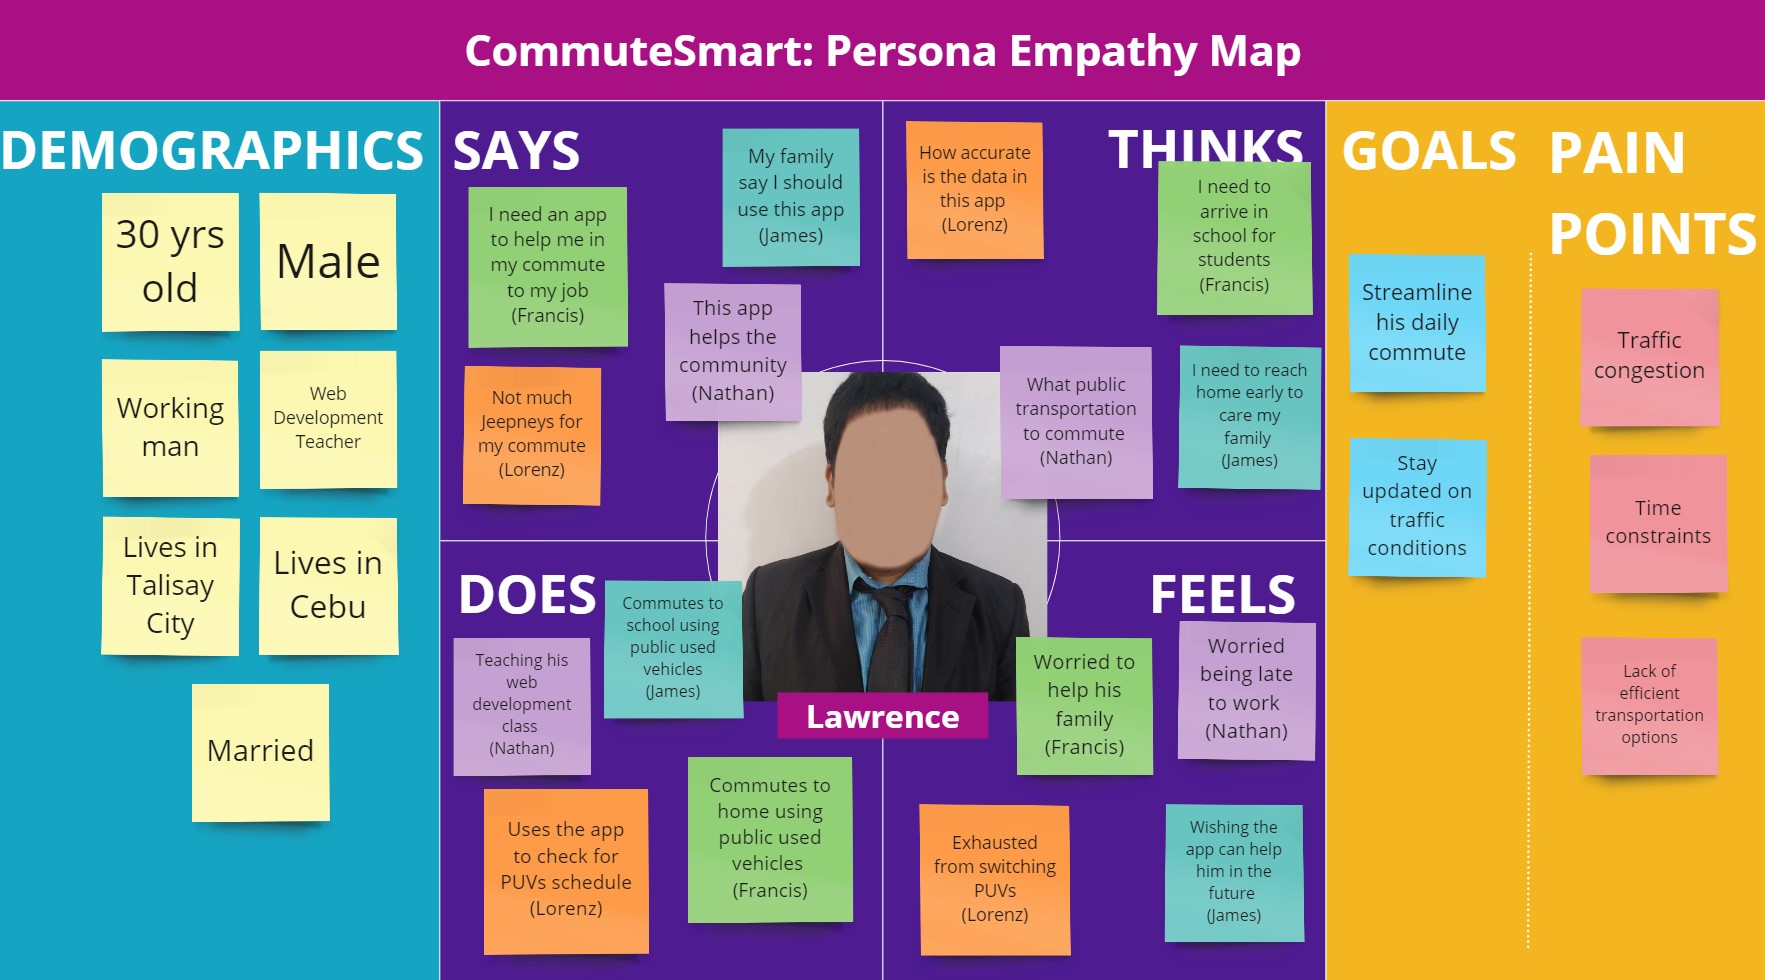 CommuteSmart: Persona Empathy Map
DEMOGRAPHICS
30 yrs
old
Male
Working
man
Web
Development
Teacher
Lives in
Talisay
City
Lives in
Cebu
Married
SAYS
My family
say I should
use this app
(James)
I need an app
to help me in
my commute
to my job
(Francis)
This app
helps the
community
(Nathan)
Not much
Jeepneys for
my commute
(Lorenz)
THINKS
How accurate
is the data in
this app
(Lorenz)
I need to
arrive in
school for
students
(Francis)
What public
transportation
to commute
(Nathan)
I need to reach
home early to
care my
family
(James)
DOES
Commutes to
school using
public used
vehicles
(James)
Teaching his
web
development
class
(Nathan)
Uses the app
to check for
PUVs schedule
(Lorenz)
Commutes to
home using
public used
vehicles
(Francis)
Lawrence
FEELS
Worried to
help his
family
(Francis)
Worried
being late
to work
(Nathan)
Exhausted
from switching
PUVs
(Lorenz)
Wishing the
app can help
him in the
future
(James)
GOALS
Streamline
his daily
commute
Stay
updated on
traffic
conditions
PAIN
POINTS
Traffic
congestion
Time
constraints
Lack of
efficient
transportation
options